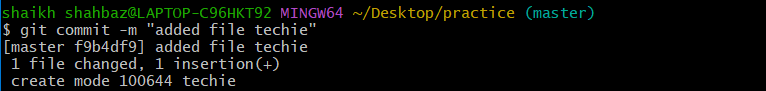 shaikh shahbaz@LAPTOP-C96HKT92 MINGW64 ~/Desktop/practice (master)
$ git commit -m "added file techie"
[master f9b4df9] added file techie
 1 file changed, 1 insertion(+)
 create mode 100644 techie